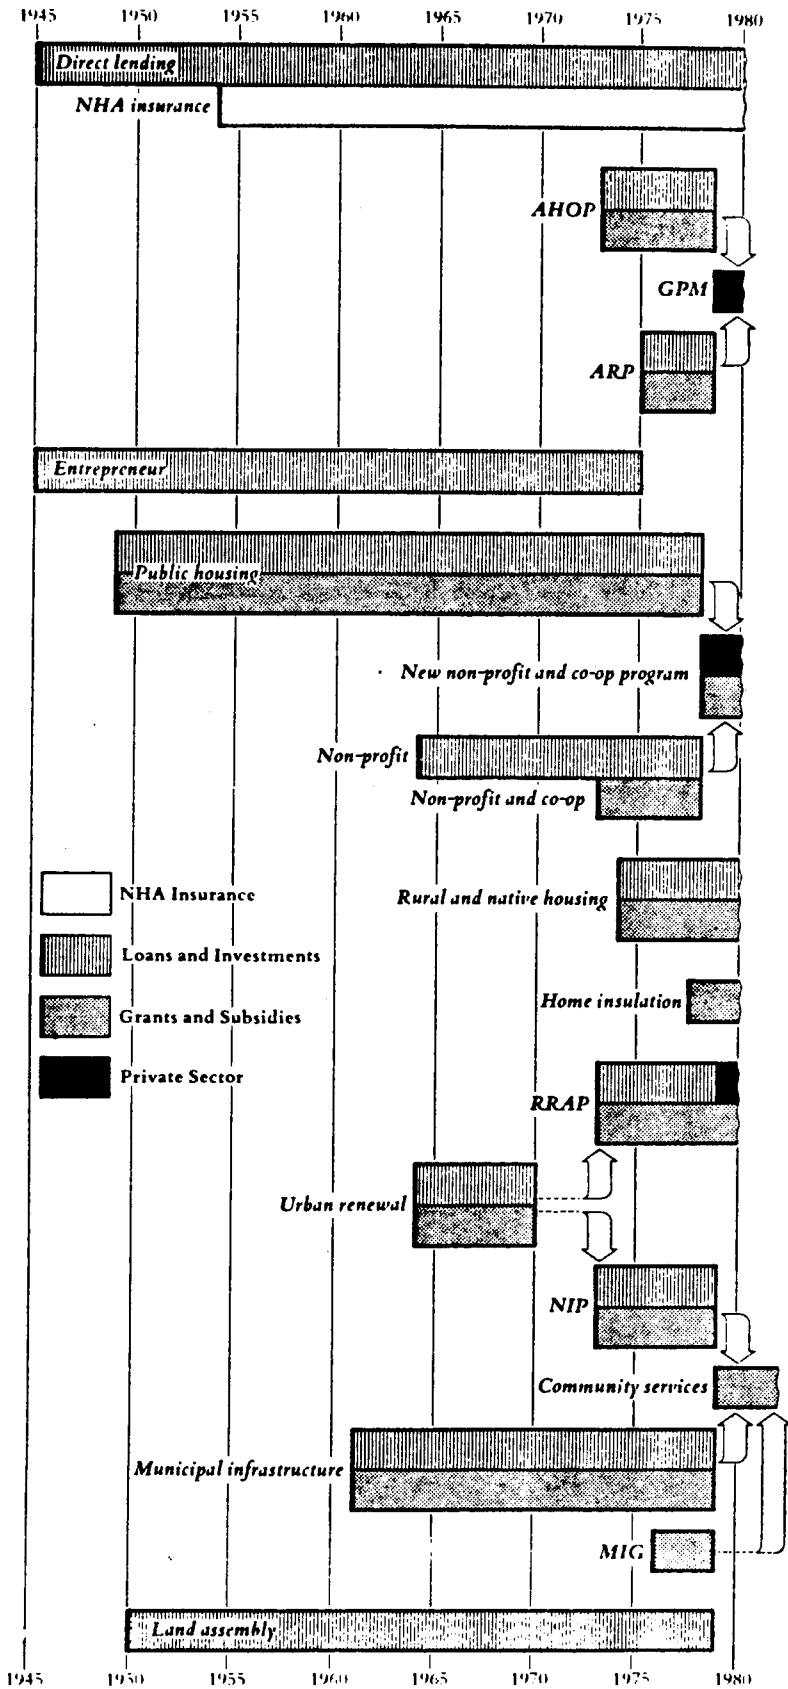 1945 1950 1955 1960 1965 1970 1975 1980
Direct lending
NHA insurance
AHOP
GPM
ARP
Entrepreneur
Public housing
New non-profit and co-op program
Non-profit
Non-profit and co-op
NHA Insurance
Rural and native housing
Loans and Investments
Home insulation
Grants and Subsidies
Private Sector
RRAP
Urban renewal
NIP
Community services
Municipal infrastructure
MIG
Land assembly
1945 1950 1955 1960 1965 1970 1975 1980